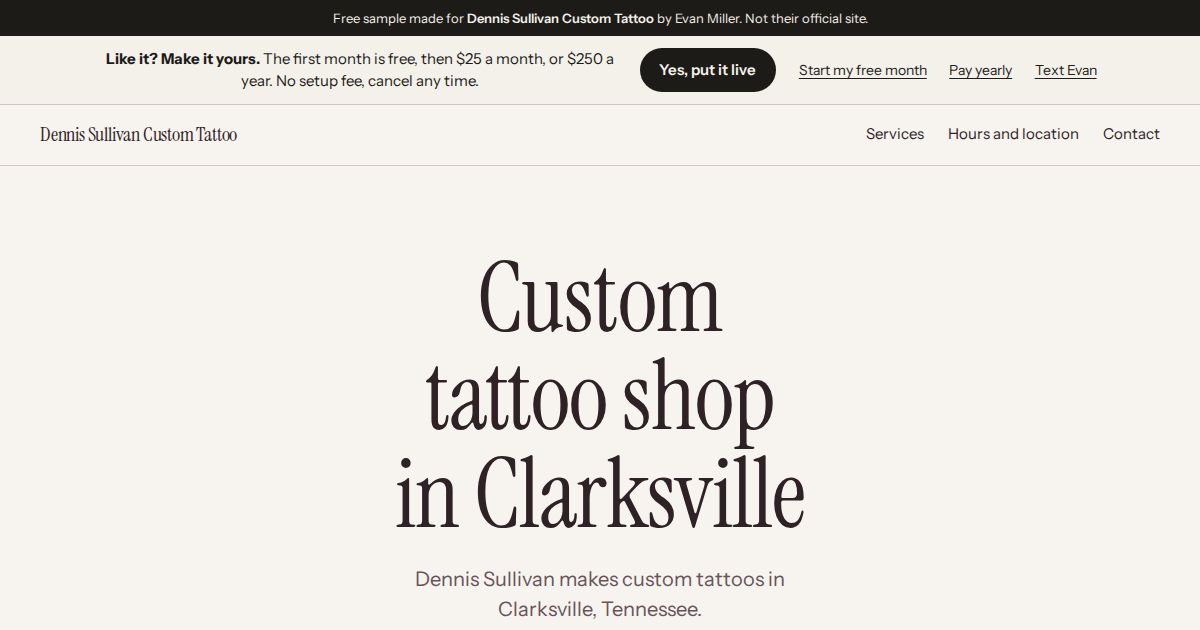 Free sample made for Dennis Sullivan Custom Tattoo by Evan Miller. Not their official site.
Like it? Make it yours. The first month is free, then $25 a month, or $250 a
year. No setup fee, cancel any time.
Yes, put it live
Start my free month
Pay yearly
Text Evan
Dennis Sullivan Custom Tattoo
Services
Hours and location
Contact
Custom
tattoo shop
in Clarksville
Dennis Sullivan makes custom tattoos in
Clarksville, Tennessee.